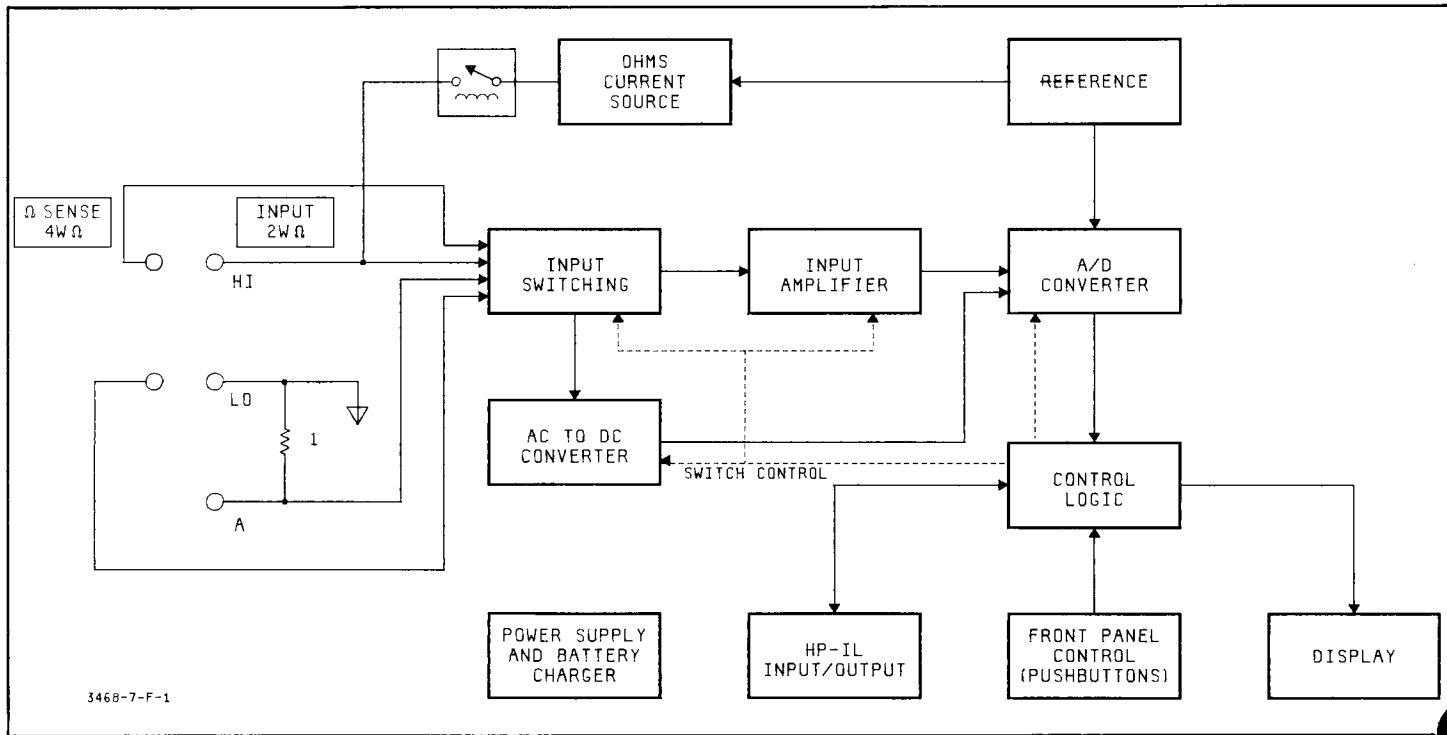 OHMS
CURRENT
SOURCE
REFERENCE
Ω SENSE
4W Ω
INPUT
2W Ω
HI
INPUT
SWITCHING
INPUT
AMPLIFIER
A/D
CONVERTER
LO
1
A
AC TO DC
CONVERTER
SWITCH CONTROL
CONTROL
LOGIC
POWER SUPPLY
AND BATTERY
CHARGER
HP-IL
INPUT/OUTPUT
FRONT PANEL
CONTROL
(PUSHBUTTONS)
DISPLAY
3468-7-F-1